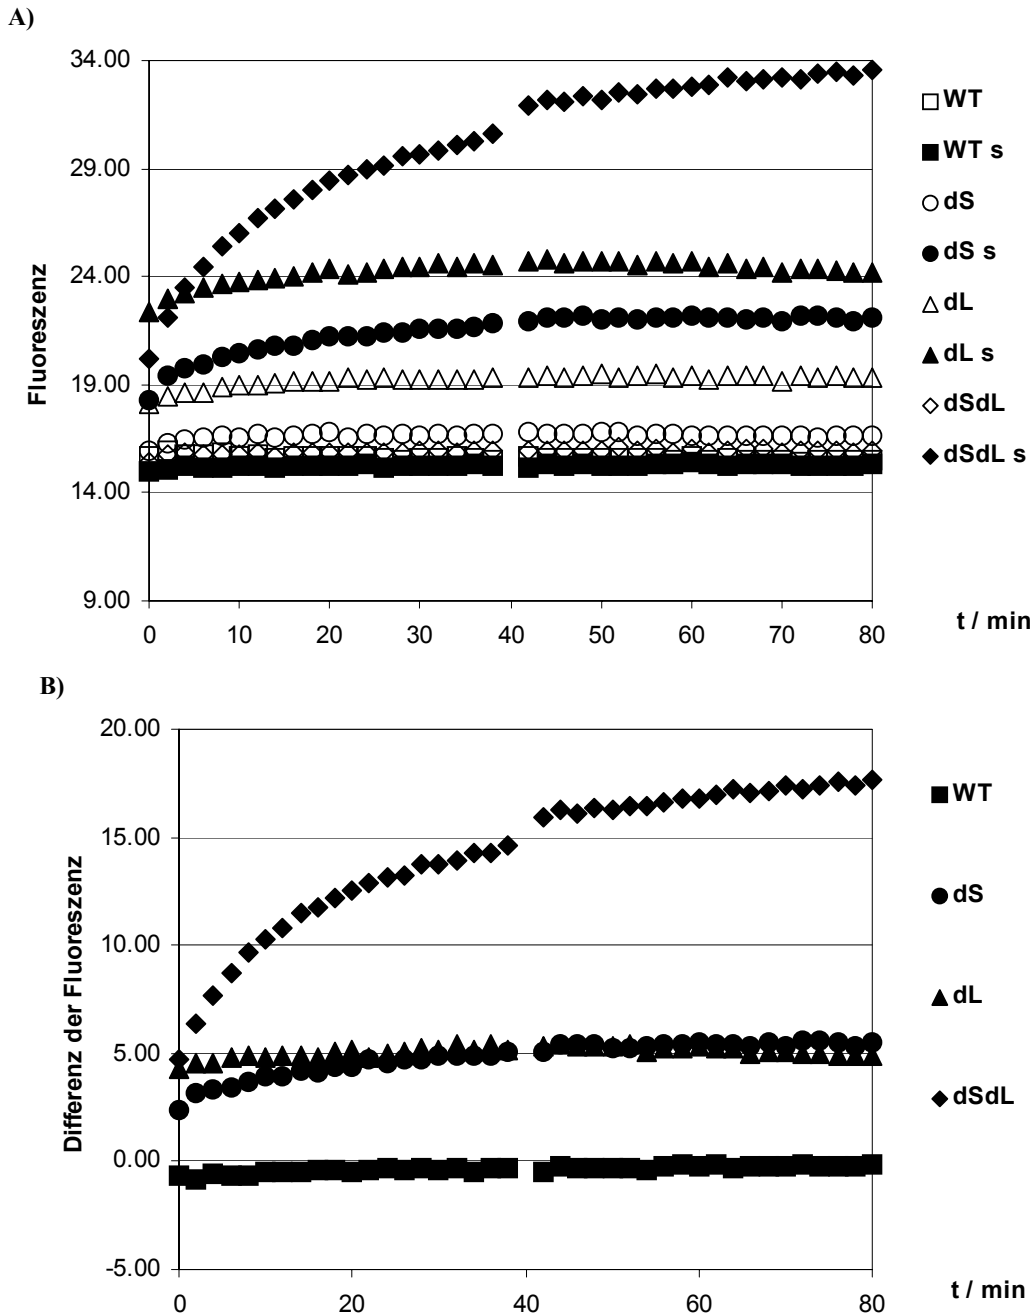 A)
34.00
29.00
24.00
19.00
14.00
9.00
Fluoreszenz
0 10 20 30 40 50 60 70 80
t / min
WT
WT s
dS
dS s
dL
dL s
dSdL
dSdL s
B)
20.00
15.00
10.00
5.00
0.00
-5.00
Differenz der Fluoreszenz
0 20 40 60 80
t / min
WT
dS
dL
dSdL